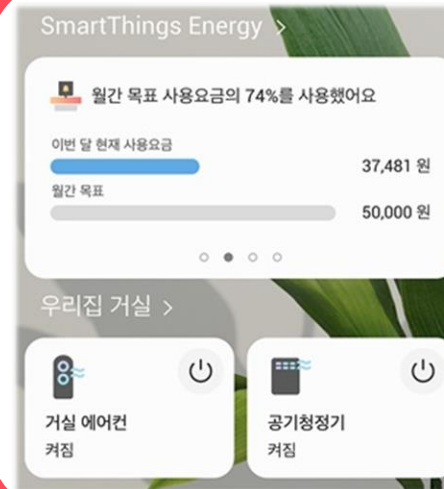 SmartThings Energy >
월간 목표 사용요금의 74%를 사용했어요
이번 달 현재 사용요금
37,481 원
월간 목표
50,000 원
우리집 거실 >
거실 에어컨
켜짐
공기청정기
켜짐